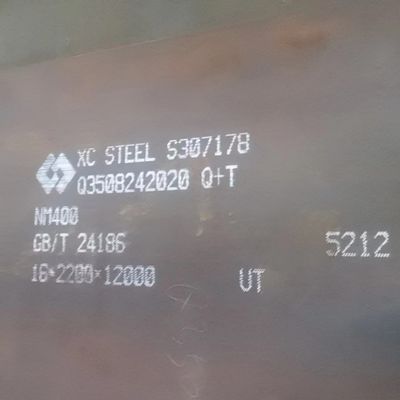 XC STEEL S307178
Q3508242020 Q+T
NM400
GB/T 24186
5212
16*2200*12000
UT